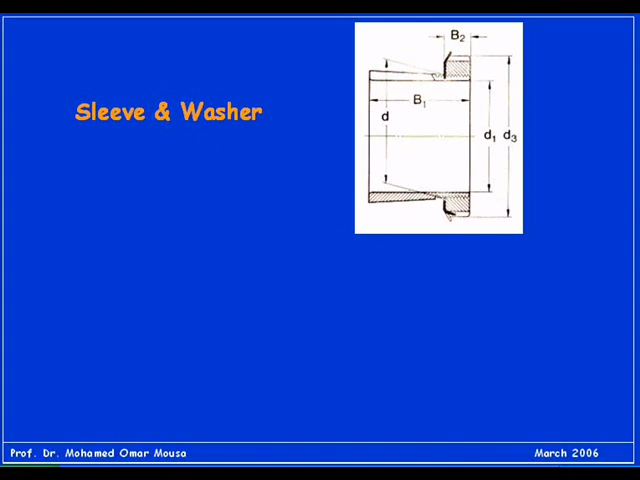 Sleeve & Washer
B2
B1
d
d1
d3
Prof. Dr. Mohamed Omar Mousa
March 2006